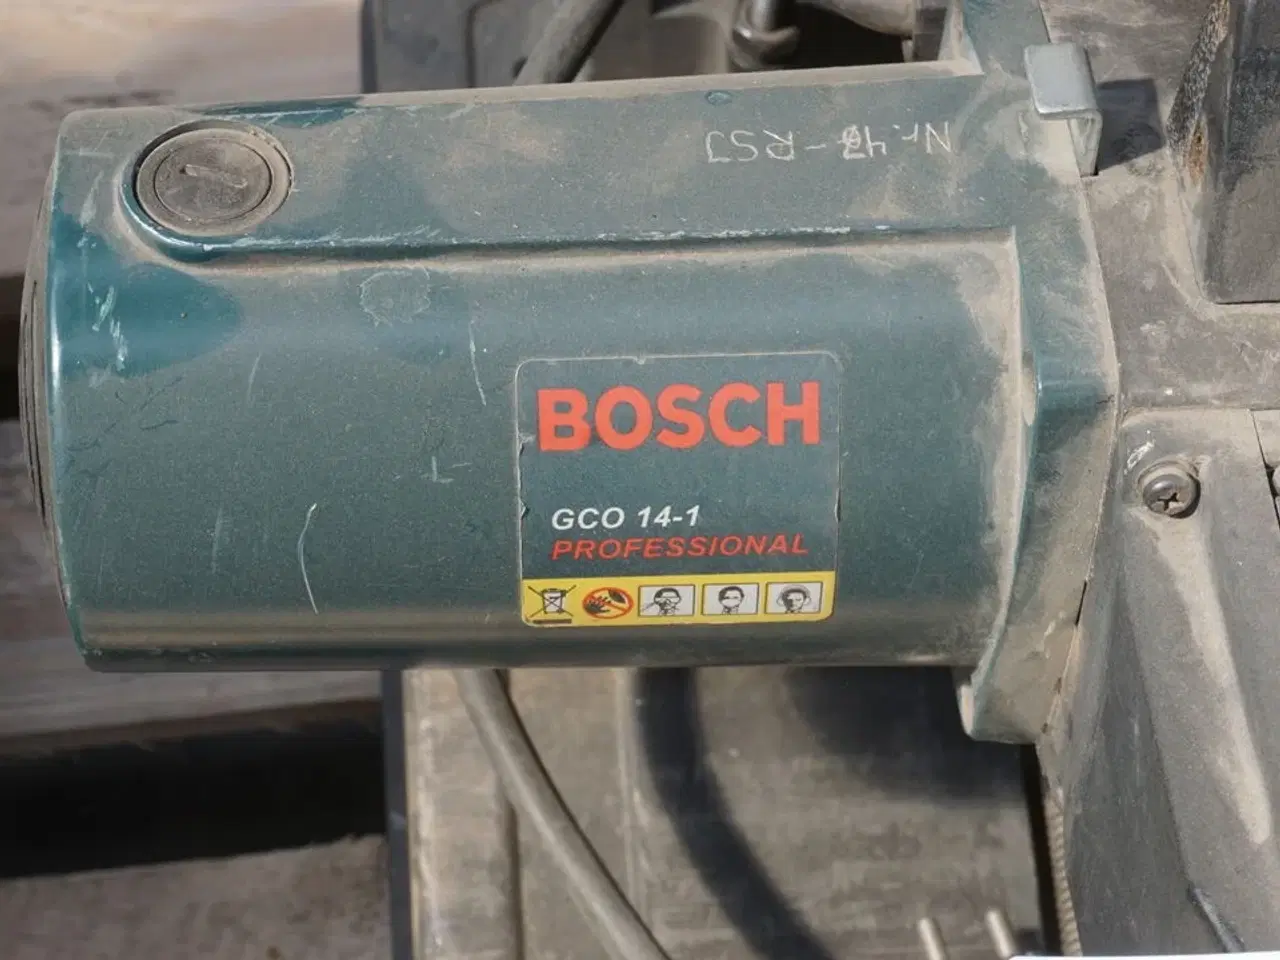 BOSCH
GCO 14-1
PROFESSIONAL